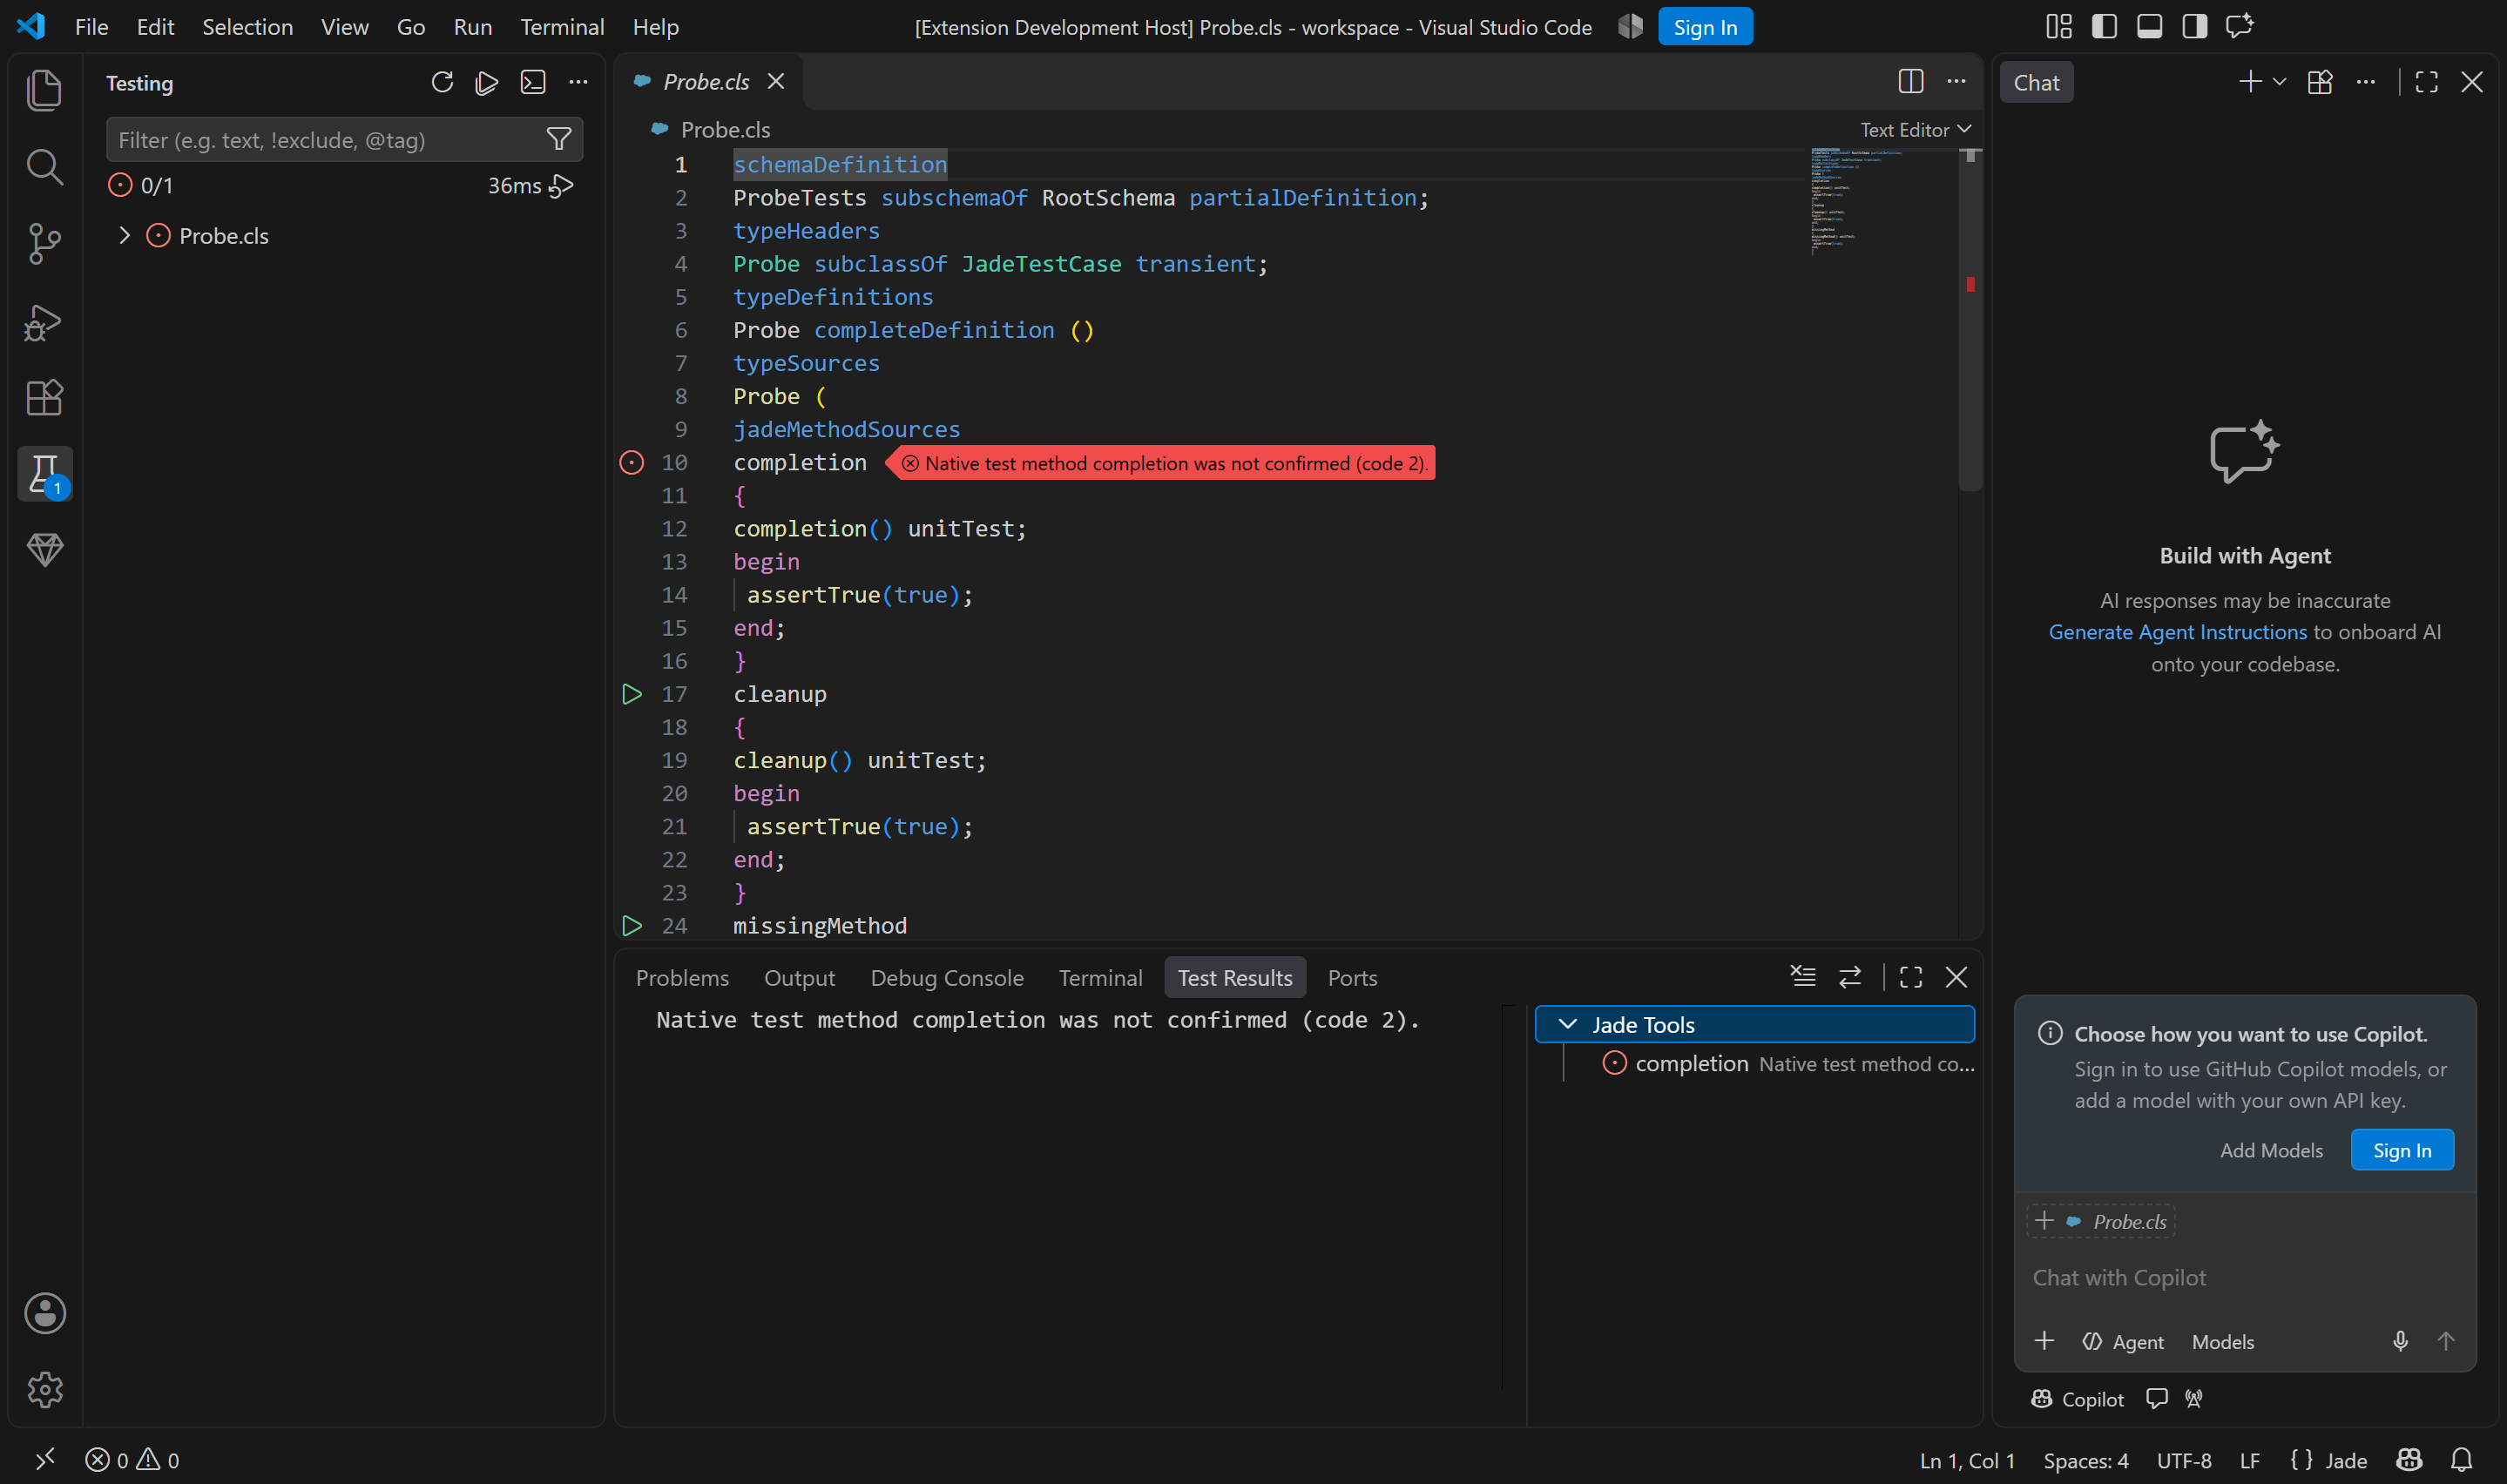 File Edit Selection View Go Run Terminal Help
[Extension Development Host] Probe.cls - workspace - Visual Studio Code
Sign In
Testing
Filter (e.g. text, !exclude, @tag)
0/1
36ms
Probe.cls
1
Probe.cls
Probe.cls
Text Editor
1 schemaDefinition
2 ProbeTests subschemaOf RootSchema partialDefinition;
3 typeHeaders
4 Probe subclassOf JadeTestCase transient;
5 typeDefinitions
6 Probe completeDefinition ()
7 typeSources
8 Probe (
9 jadeMethodSources
10 completion Native test method completion was not confirmed (code 2).
11 {
12 completion() unitTest;
13 begin
14 assertTrue(true);
15 end;
16 }
17 cleanup
18 {
19 cleanup() unitTest;
20 begin
21 assertTrue(true);
22 end;
23 }
24 missingMethod
Problems Output Debug Console Terminal Test Results Ports
Native test method completion was not confirmed (code 2).
Jade Tools
completion Native test method co...
Chat
Build with Agent
AI responses may be inaccurate
Generate Agent Instructions to onboard AI
onto your codebase.
Choose how you want to use Copilot.
Sign in to use GitHub Copilot models, or
add a model with your own API key.
Add Models Sign In
Probe.cls
Chat with Copilot
Agent Models
Copilot
0 0
Ln 1, Col 1 Spaces: 4 UTF-8 LF {} Jade